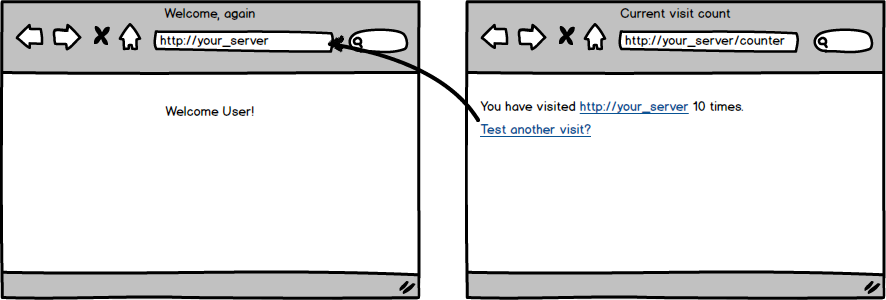 Welcome, again
http://your_server
Welcome User!
Current visit count
http://your_server/counter
You have visited http://your_server 10 times.
Test another visit?